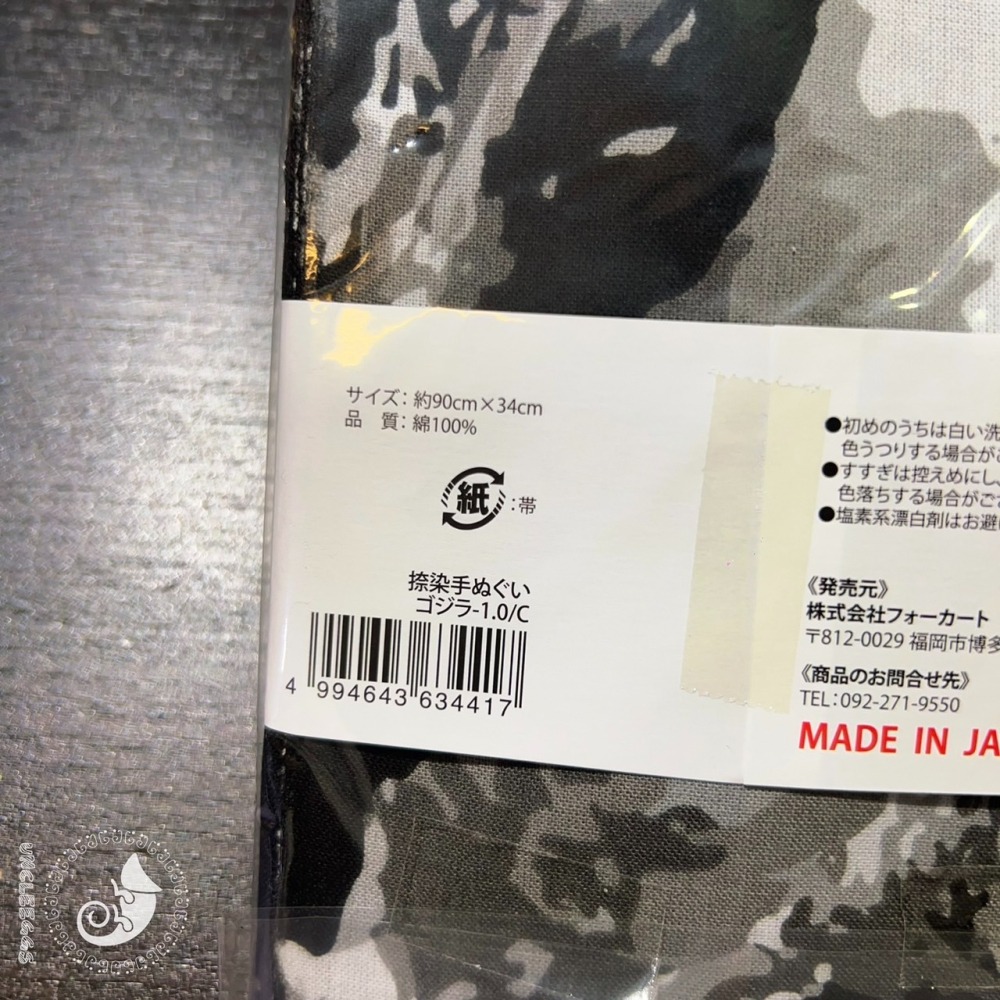 サイズ：約90cm×34cm
品　質：綿100%
紙：帯
捺染手ぬぐい
ゴジラ-1.0/C
4 994643 634417
●初めのうちは白い洗
色うつりする場合がご
●すすぎは控えめにし、
色落ちする場合がござ
●塩素系漂白剤はお避け
《発売元》
株式会社フォーカート
〒812-0029 福岡市博多
《商品のお問合せ先》
TEL：092-271-9550
MADE IN JA
UNCLEEGGS